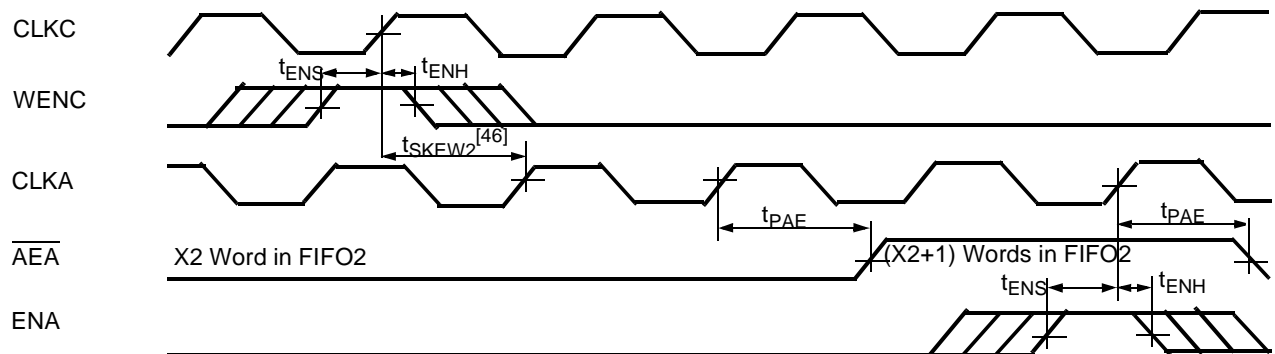 CLKC
tENS
tENH
WENC
tSKEW2[46]
CLKA
tPAE
tPAE
AEA
X2 Word in FIFO2
(X2+1) Words in FIFO2
tENS
tENH
ENA